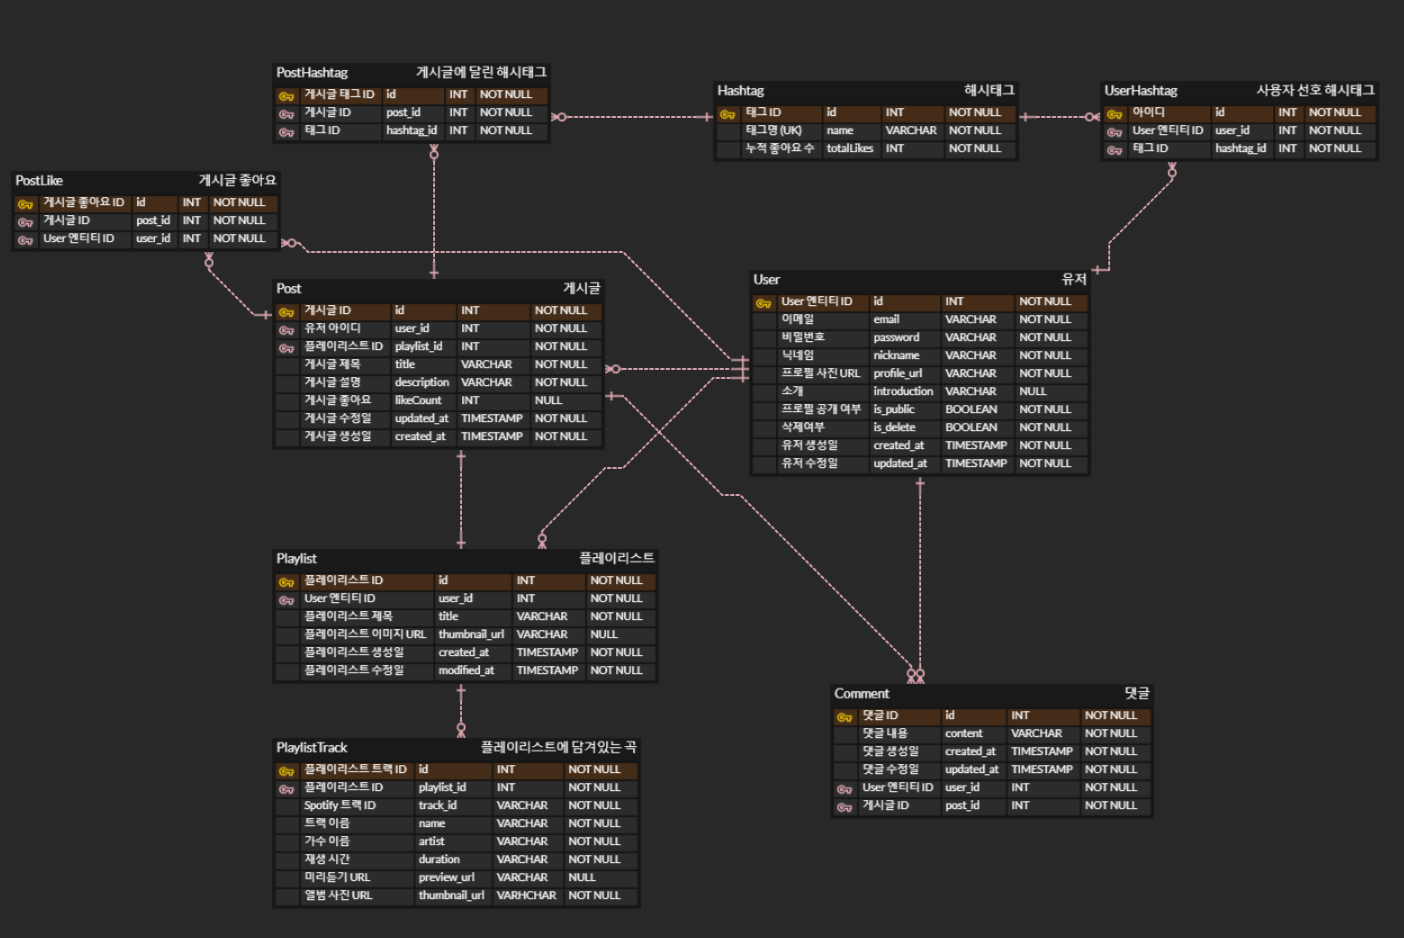 PostHashtag 게시글에 달린 해시태그
게시글 태그 ID id INT NOT NULL
게시글 ID post_id INT NOT NULL
태그 ID hashtag_id INT NOT NULL
Hashtag 해시태그
태그 ID id INT NOT NULL
태그명 (UK) name VARCHAR NOT NULL
누적 좋아요 수 totalLikes INT NOT NULL
UserHashtag 사용자 선호 해시태그
아이디 id INT NOT NULL
User 엔티티 ID user_id INT NOT NULL
태그 ID hashtag_id INT NOT NULL
PostLike 게시글 좋아요
게시글 좋아요 ID id INT NOT NULL
게시글 ID post_id INT NOT NULL
User 엔티티 ID user_id INT NOT NULL
Post 게시글
게시글 ID id INT NOT NULL
유저 아이디 user_id INT NOT NULL
플레이리스트 ID playlist_id INT NOT NULL
게시글 제목 title VARCHAR NOT NULL
게시글 설명 description VARCHAR NOT NULL
게시글 좋아요 likeCount INT NULL
게시글 수정일 updated_at TIMESTAMP NOT NULL
게시글 생성일 created_at TIMESTAMP NOT NULL
User 유저
User 엔티티 ID id INT NOT NULL
이메일 email VARCHAR NOT NULL
비밀번호 password VARCHAR NOT NULL
닉네임 nickname VARCHAR NOT NULL
프로필 사진 URL profile_url VARCHAR NOT NULL
소개 introduction VARCHAR NULL
프로필 공개 여부 is_public BOOLEAN NOT NULL
삭제여부 is_delete BOOLEAN NOT NULL
유저 생성일 created_at TIMESTAMP NOT NULL
유저 수정일 updated_at TIMESTAMP NOT NULL
Playlist 플레이리스트
플레이리스트 ID id INT NOT NULL
User 엔티티 ID user_id INT NOT NULL
플레이리스트 제목 title VARCHAR NOT NULL
플레이리스트 이미지 URL thumbnail_url VARCHAR NULL
플레이리스트 생성일 created_at TIMESTAMP NOT NULL
플레이리스트 수정일 modified_at TIMESTAMP NOT NULL
PlaylistTrack 플레이리스트에 담겨있는 곡
플레이리스트 트랙 ID id INT NOT NULL
플레이리스트 ID playlist_id INT NOT NULL
Spotify 트랙 ID track_id VARCHAR NOT NULL
트랙 이름 name VARCHAR NOT NULL
가수 이름 artist VARCHAR NOT NULL
재생 시간 duration VARCHAR NOT NULL
미리듣기 URL preview_url VARCHAR NULL
앨범 사진 URL thumbnail_url VARHCHAR NOT NULL
Comment 댓글
댓글 ID id INT NOT NULL
댓글 내용 content VARCHAR NOT NULL
댓글 생성일 created_at TIMESTAMP NOT NULL
댓글 수정일 updated_at TIMESTAMP NOT NULL
User 엔티티 ID user_id INT NOT NULL
게시글 ID post_id INT NOT NULL